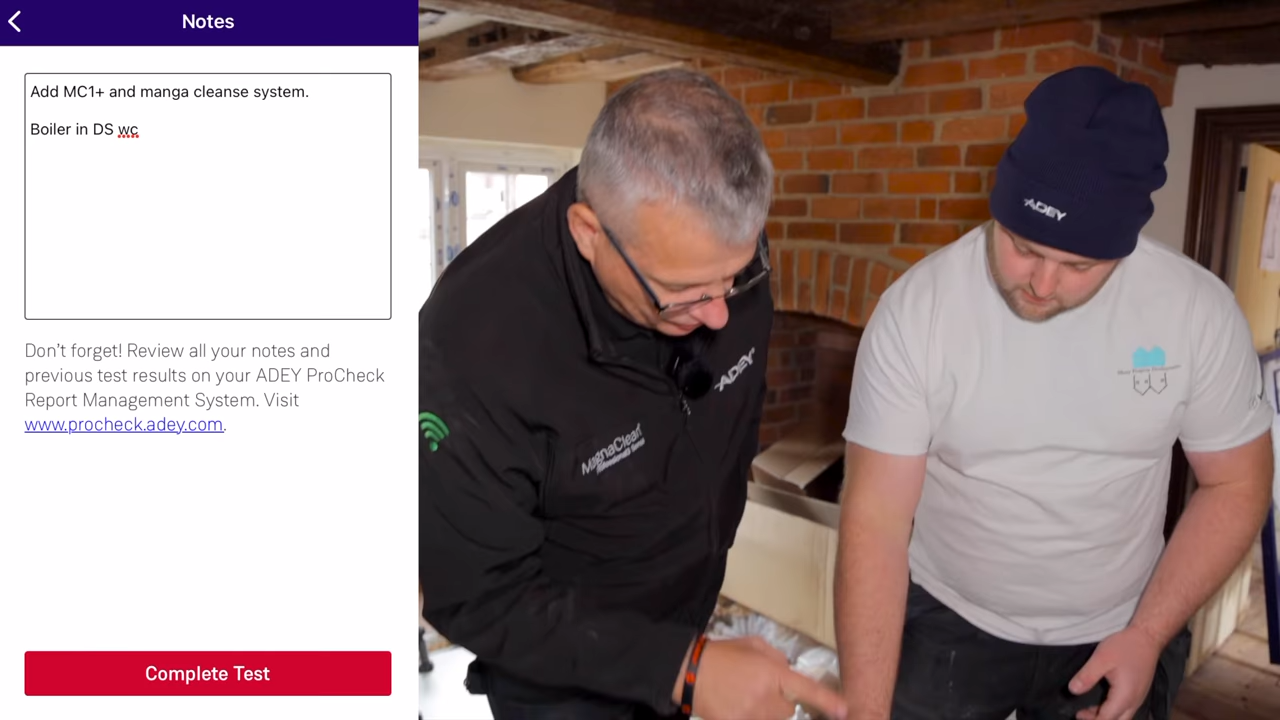 Notes
Add MC1+ and manga cleanse system.
Boiler in DS wc
Don't forget! Review all your notes and
previous test results on your ADEY ProCheck
Report Management System. Visit
www.procheck.adey.com.
Complete Test
ADEY
ADEY
MagnaClean